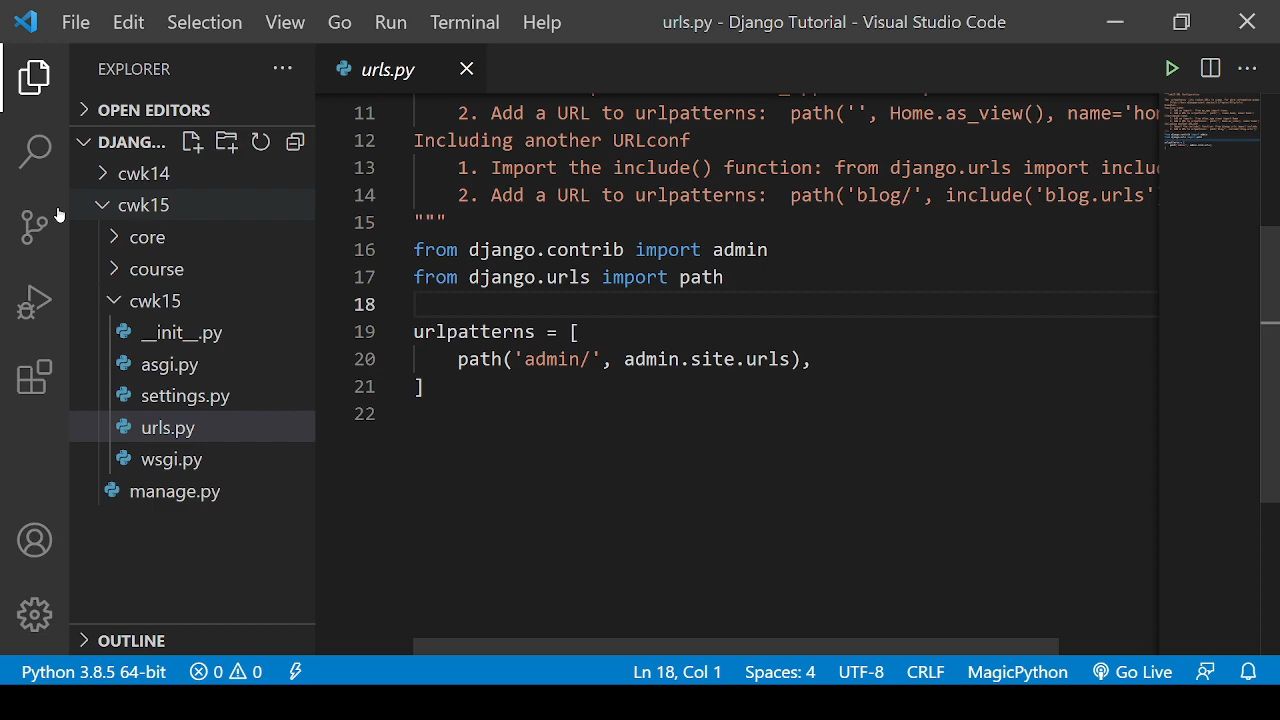 File Edit Selection View Go Run Terminal Help urls.py - Django Tutorial - Visual Studio Code
EXPLORER
urls.py
OPEN EDITORS
DJANG...
cwk14
cwk15
core
course
cwk15
__init__.py
asgi.py
settings.py
urls.py
wsgi.py
manage.py
OUTLINE
11 2. Add a URL to urlpatterns: path('', Home.as_view(), name='ho
12 Including another URLconf
13 1. Import the include() function: from django.urls import inclu
14 2. Add a URL to urlpatterns: path('blog/', include('blog.urls'
15 """
16 from django.contrib import admin
17 from django.urls import path
18
19 urlpatterns = [
20 path('admin/', admin.site.urls),
21 ]
22
Python 3.8.5 64-bit 0 0 Ln 18, Col 1 Spaces: 4 UTF-8 CRLF MagicPython Go Live